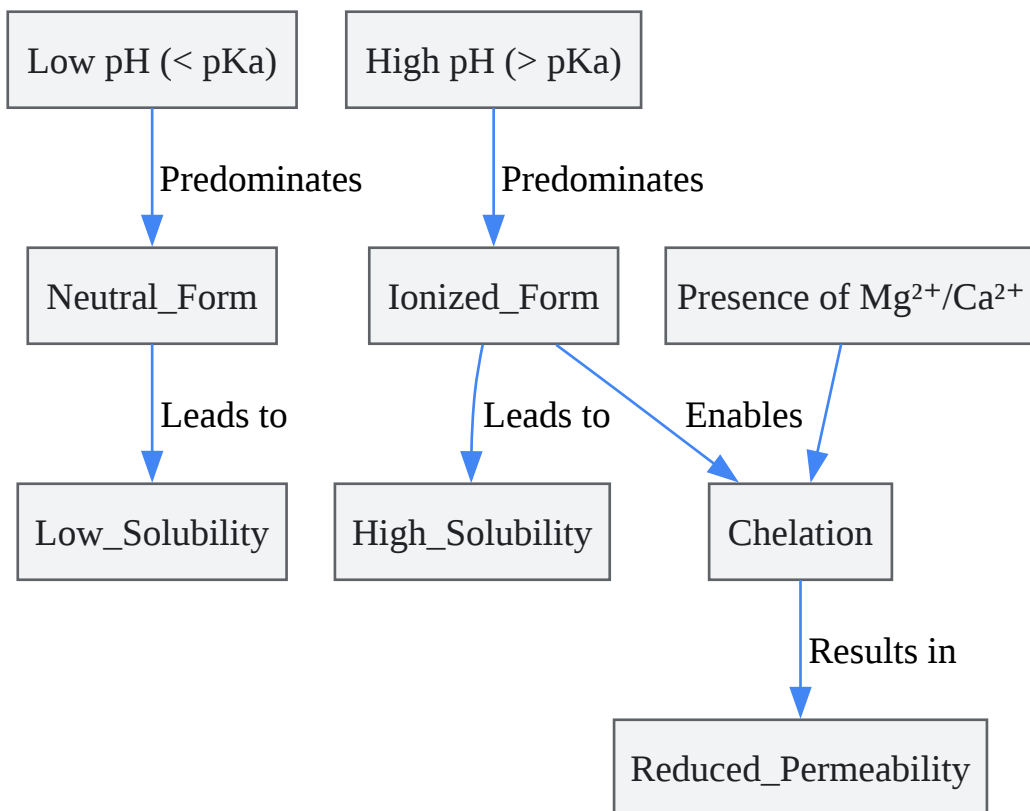 Low pH (< pKa)
High pH (> pKa)
Predominates
Predominates
Neutral_Form
Ionized_Form
Presence of Mg²⁺/Ca²⁺
Leads to
Leads to
Enables
Low_Solubility
High_Solubility
Chelation
Results in
Reduced_Permeability